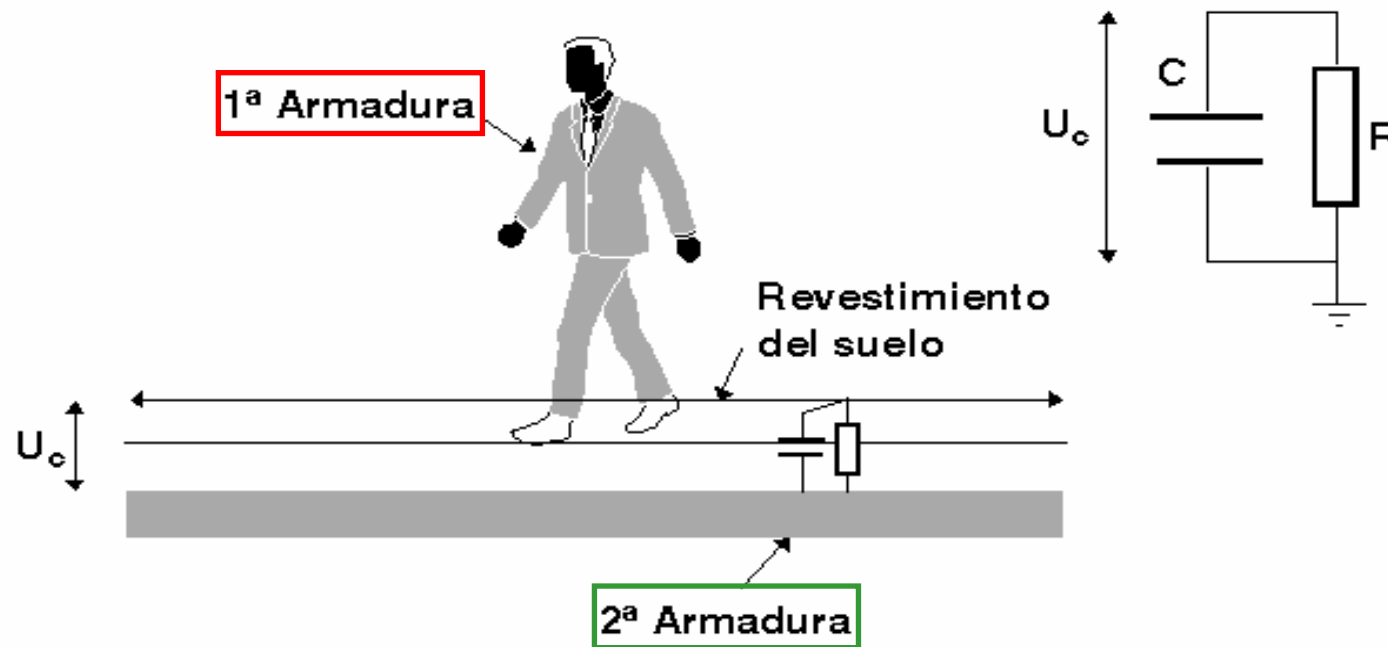 1ª Armadura
C
Uc
R
Revestimiento
del suelo
Uc
2ª Armadura